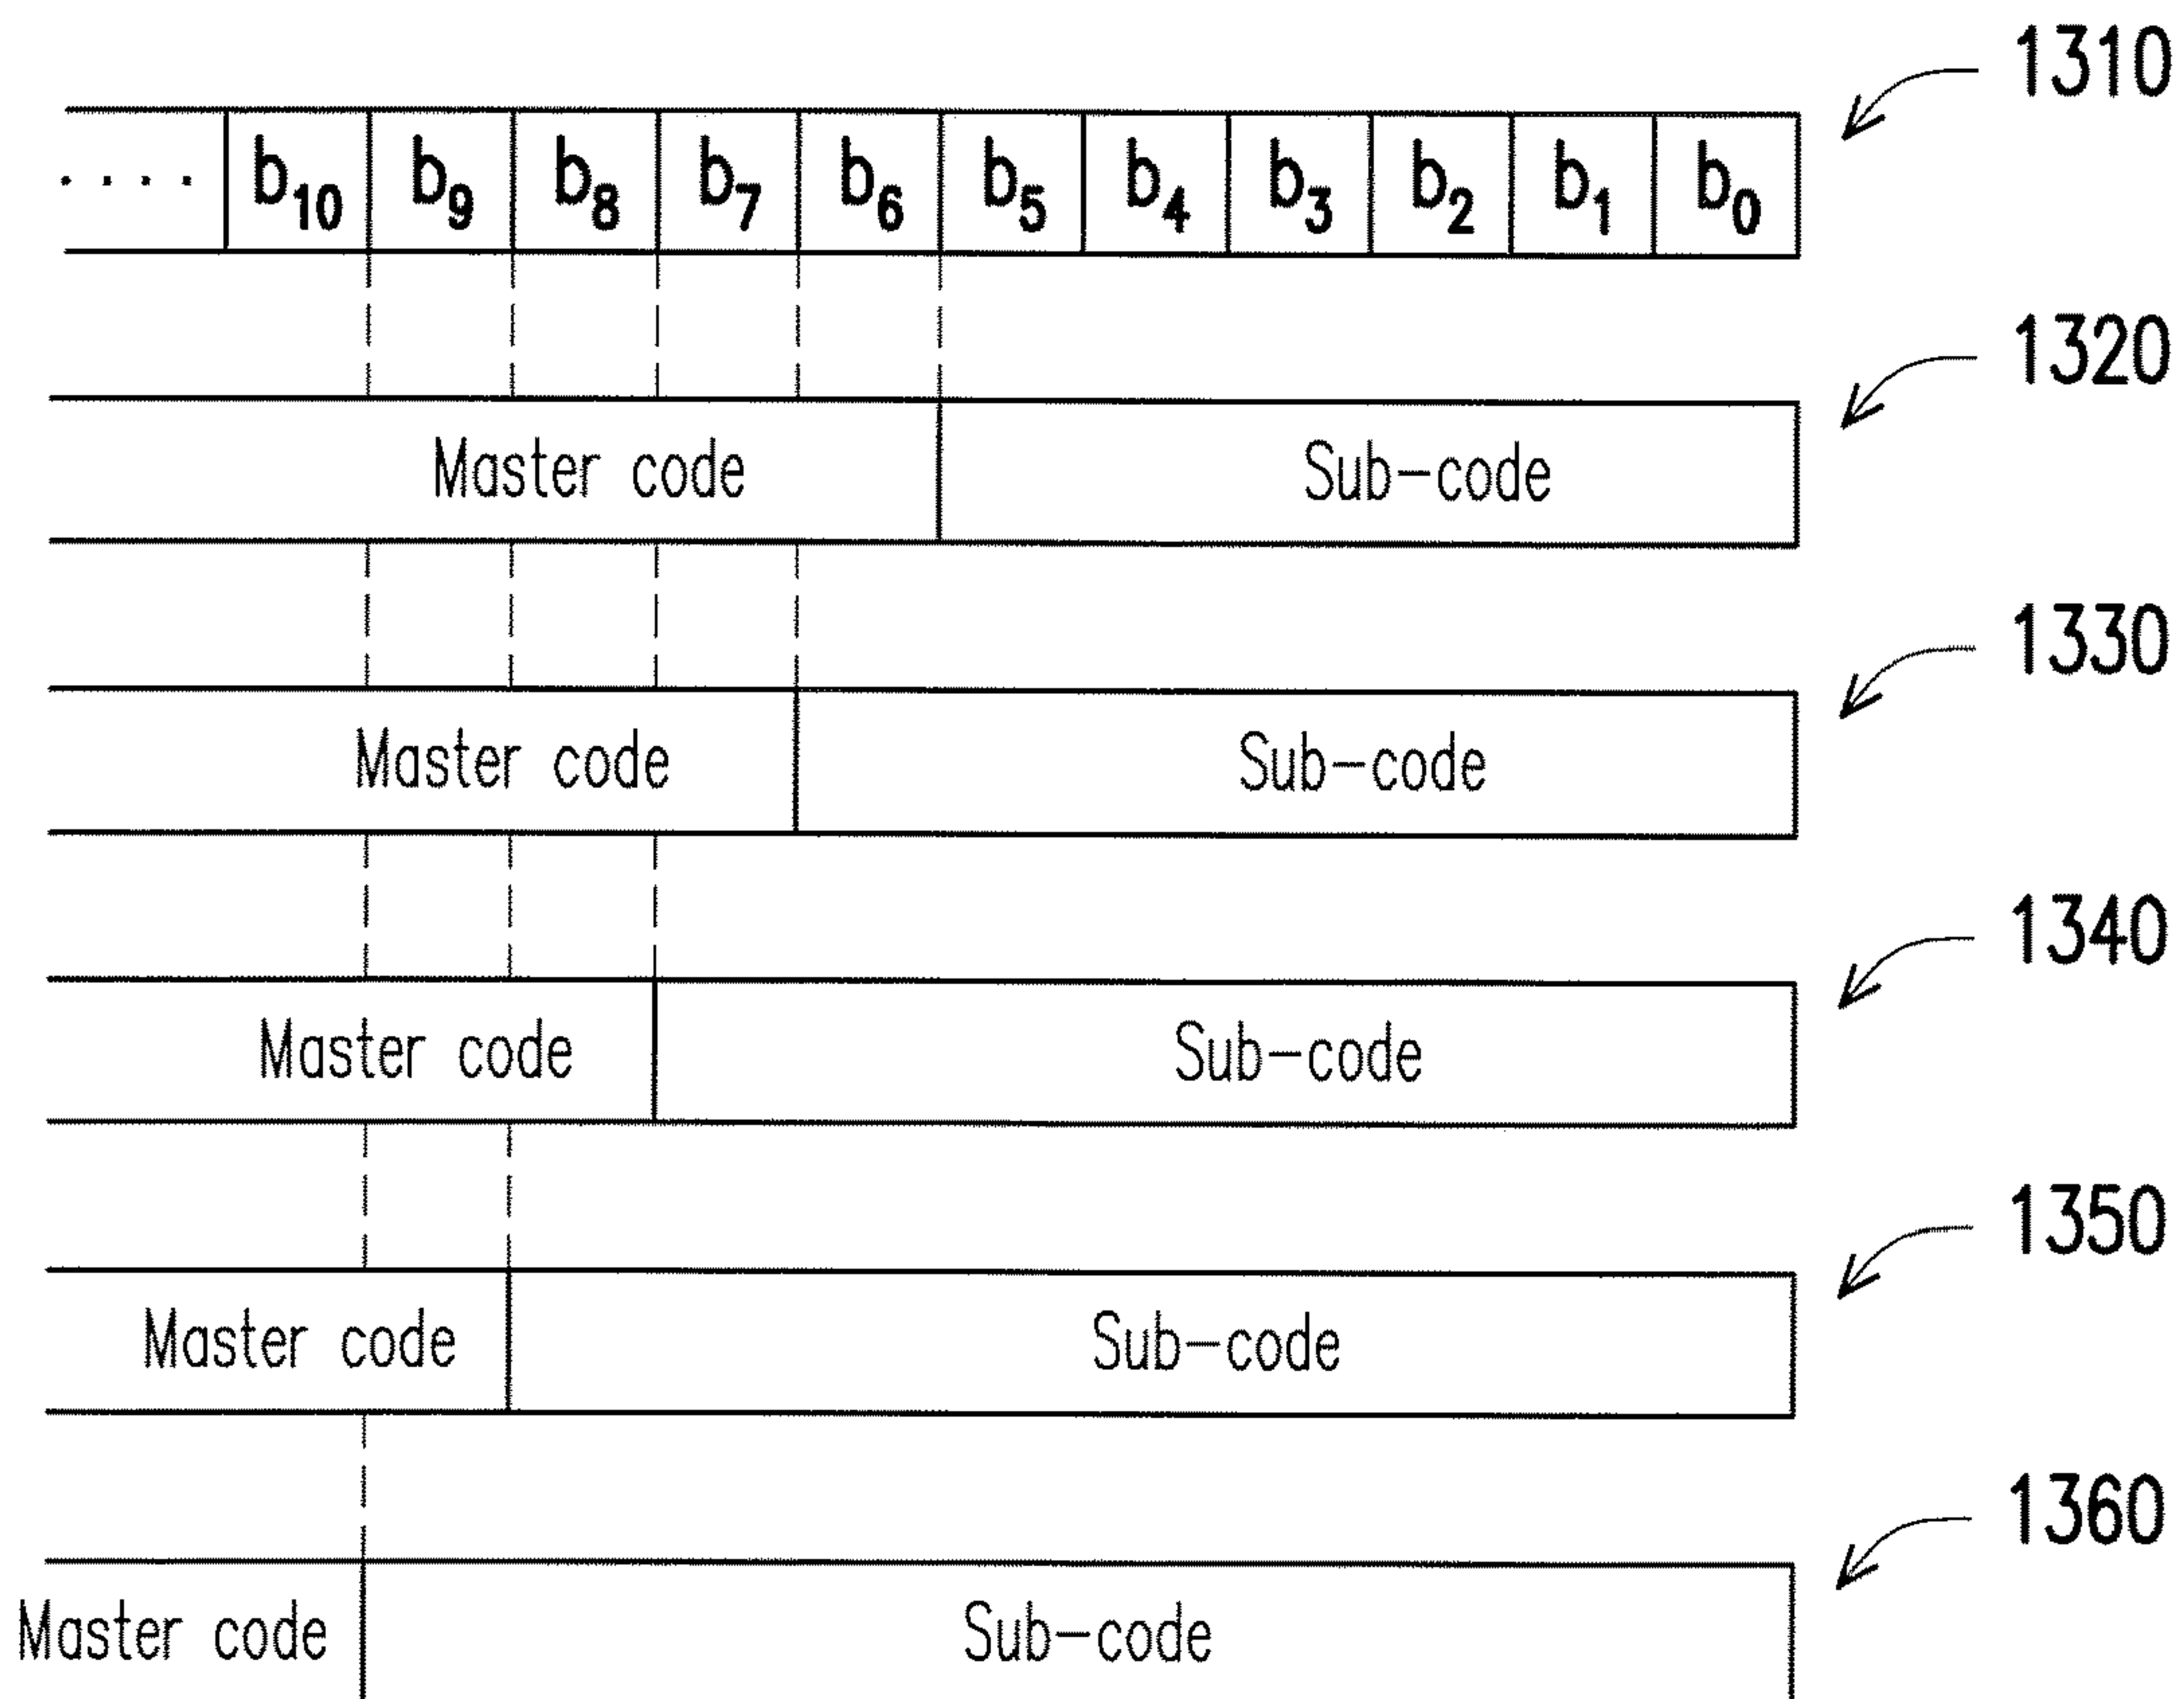 1310
.... b10 b9 b8 b7 b6 b5 b4 b3 b2 b1 b0
1320
Master code Sub-code
1330
Master code Sub-code
1340
Master code Sub-code
1350
Master code Sub-code
1360
Master code Sub-code